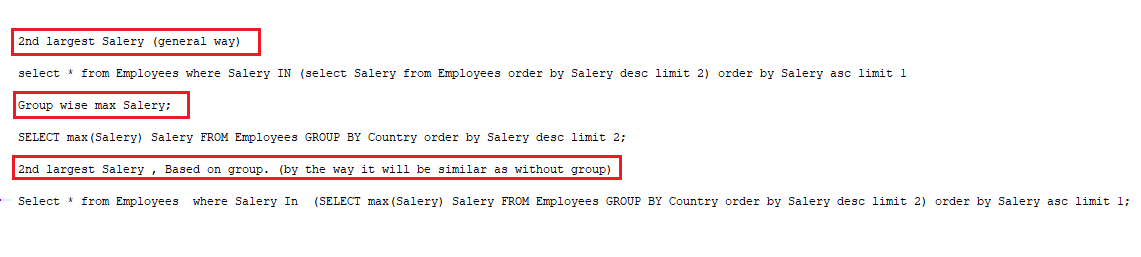 2nd largest Salery (general way)
select * from Employees where Salery IN (select Salery from Employees order by Salery desc limit 2) order by Salery asc limit 1
Group wise max Salery;
SELECT max(Salery) Salery FROM Employees GROUP BY Country order by Salery desc limit 2;
2nd largest Salery , Based on group. (by the way it will be similar as without group)
Select * from Employees  where Salery In  (SELECT max(Salery) Salery FROM Employees GROUP BY Country order by Salery desc limit 2) order by Salery asc limit 1;